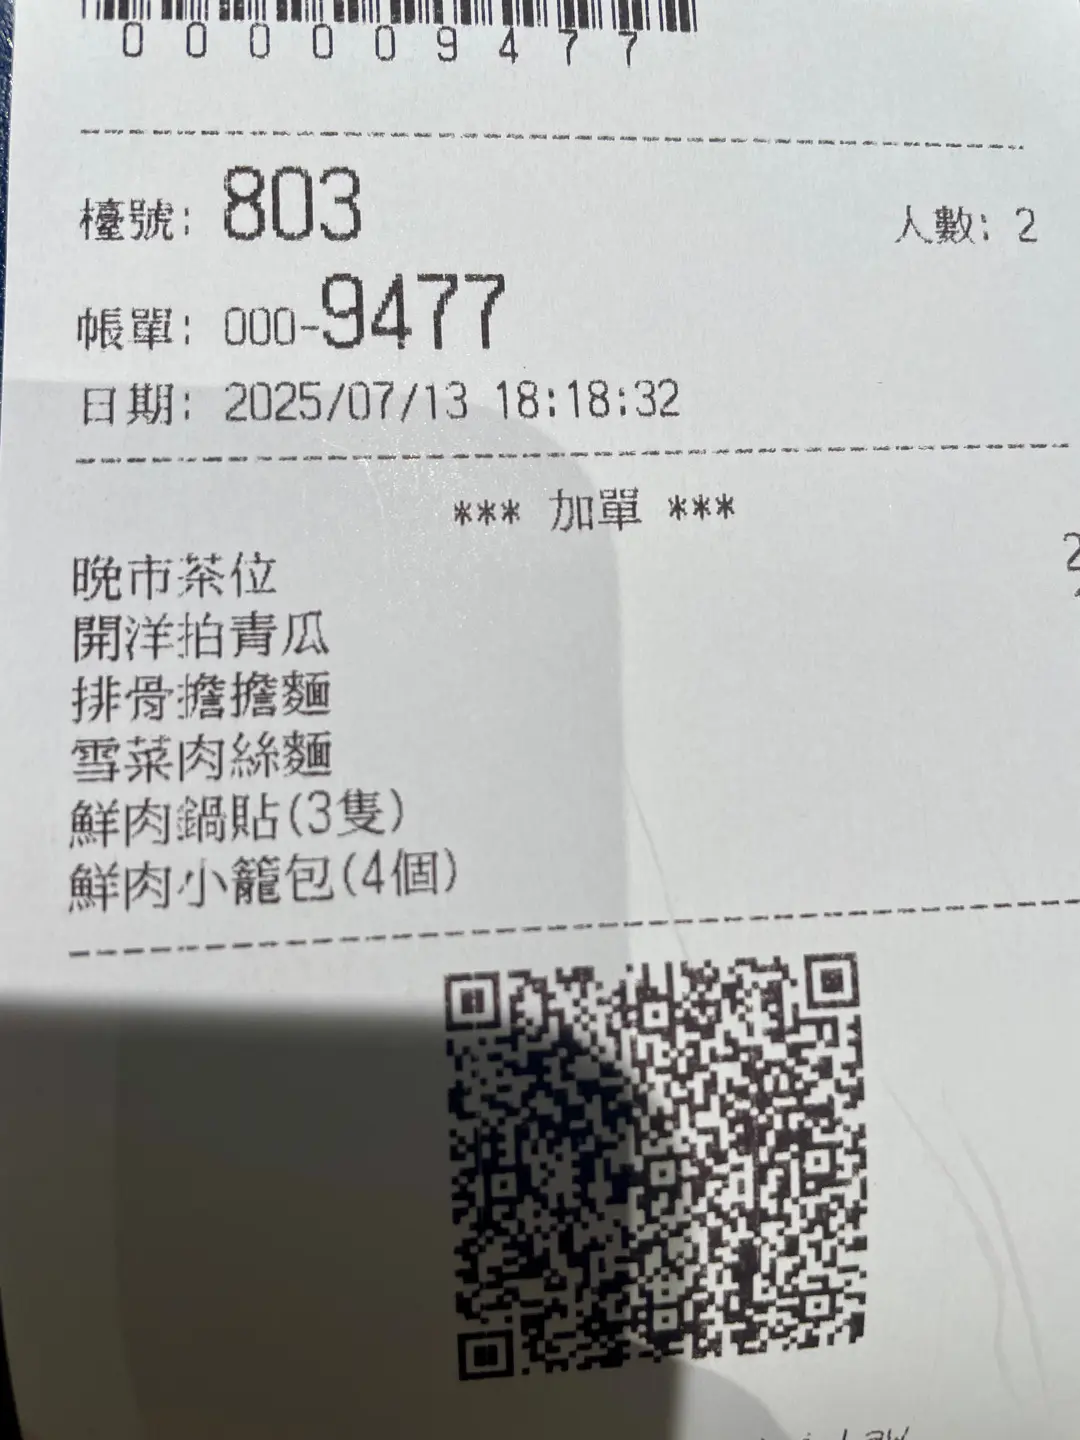 000009477
檯號: 803 人數: 2
帳單: 000-9477
日期: 2025/07/13 18:18:32
*** 加單 ***
晚市茶位 2
開洋拍青瓜
排骨擔擔麵
雪菜肉絲麵
鮮肉鍋貼(3隻)
鮮肉小籠包(4個)